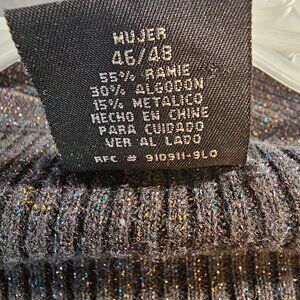 MUJER
46/48
55% RAMIE
30% ALGODON
15% METALICO
HECHO EN CHINE
PARA CUIDADO
VER AL LADO
RFC # 910911-9L0